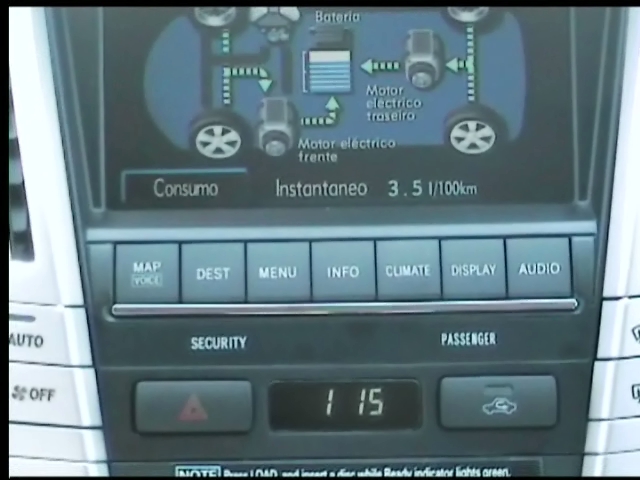 Bateria
Motor
eléctrico
traseiro
Motor eléctrico
frente
Consumo Instantaneo 3.5 l/100km
MAP
VOICE
DEST MENU INFO CLIMATE DISPLAY AUDIO
SECURITY PASSENGER
AUTO
OFF
1 15
NOTE Press LOAD and insert a disc while Ready indicator lights green.